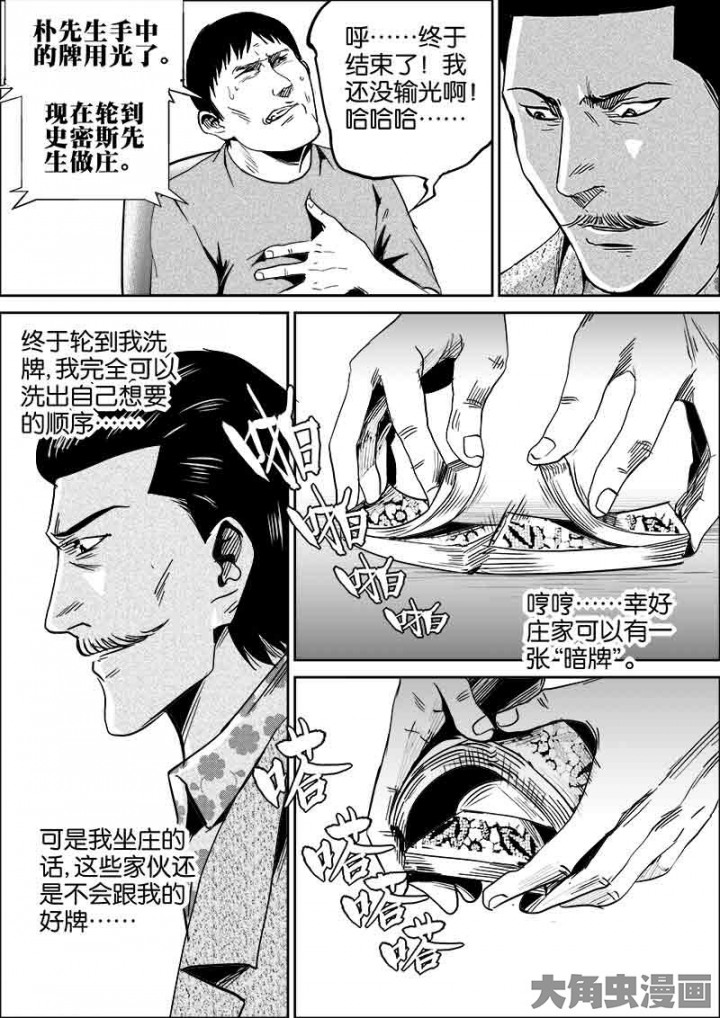 朴先生手中
的牌用光了。
现在轮到
史密斯先
生做庄。
呼……终于
结束了！我
还没输光啊！
哈哈哈……
终于轮到我洗
牌,我完全可以
洗出自己想要
的顺序……
啪
啪
啪
啪
哼哼……幸好
庄家可以有一
张“暗牌”。
可是我坐庄的
话,这些家伙还
是不会跟我的
好牌……
嗒
嗒
嗒
嗒
大角虫漫画